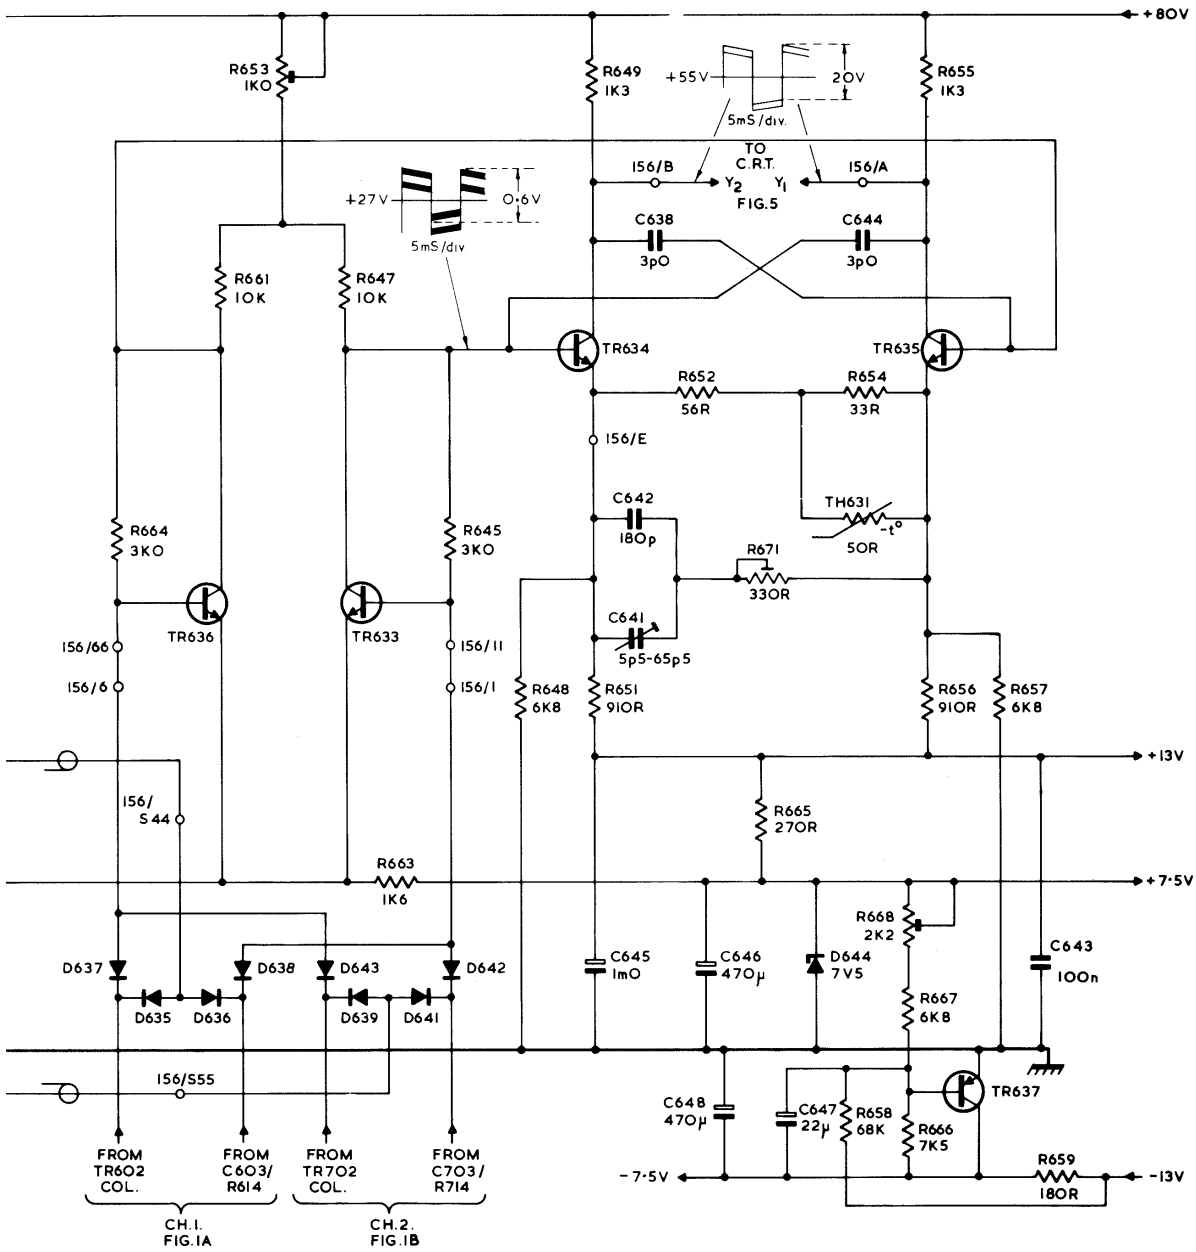 +80V
R653
1K0
R649
1K3
+55V
20V
5mS/div.
R655
1K3
TO
C.R.T.
156/B
Y2
Y1
156/A
FIG.5
+27V
0·6V
5mS/div
C638
3p0
C644
3p0
R661
10K
R647
10K
TR634
TR635
R652
56R
R654
33R
156/E
C642
180p
TH631
-t°
50R
R664
3K0
R645
3K0
R671
330R
TR636
TR633
C641
5p5-65p5
156/66
156/11
156/6
156/1
R648
6K8
R651
910R
R656
910R
R657
6K8
+13V
156/
S44
R665
270R
R663
1K6
+7·5V
R668
2K2
D637
D638
D643
D642
C645
1m0
C646
470µ
D644
7V5
C643
100n
D635
D636
D639
D641
R667
6K8
156/S55
TR637
C648
470µ
C647
22µ
R658
68K
R666
7K5
FROM
TR602
COL.
FROM
C603/
R614
FROM
TR702
COL.
FROM
C703/
R714
-7·5V
R659
180R
-13V
CH.1.
FIG.1A
CH.2.
FIG.1B